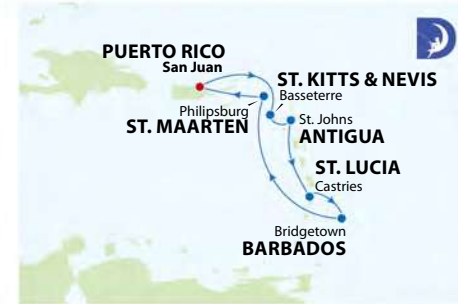 PUERTO RICO
San Juan
ST. KITTS & NEVIS
Basseterre
Philipsburg
ST. MAARTEN
St. Johns
ANTIGUA
ST. LUCIA
Castries
Bridgetown
BARBADOS